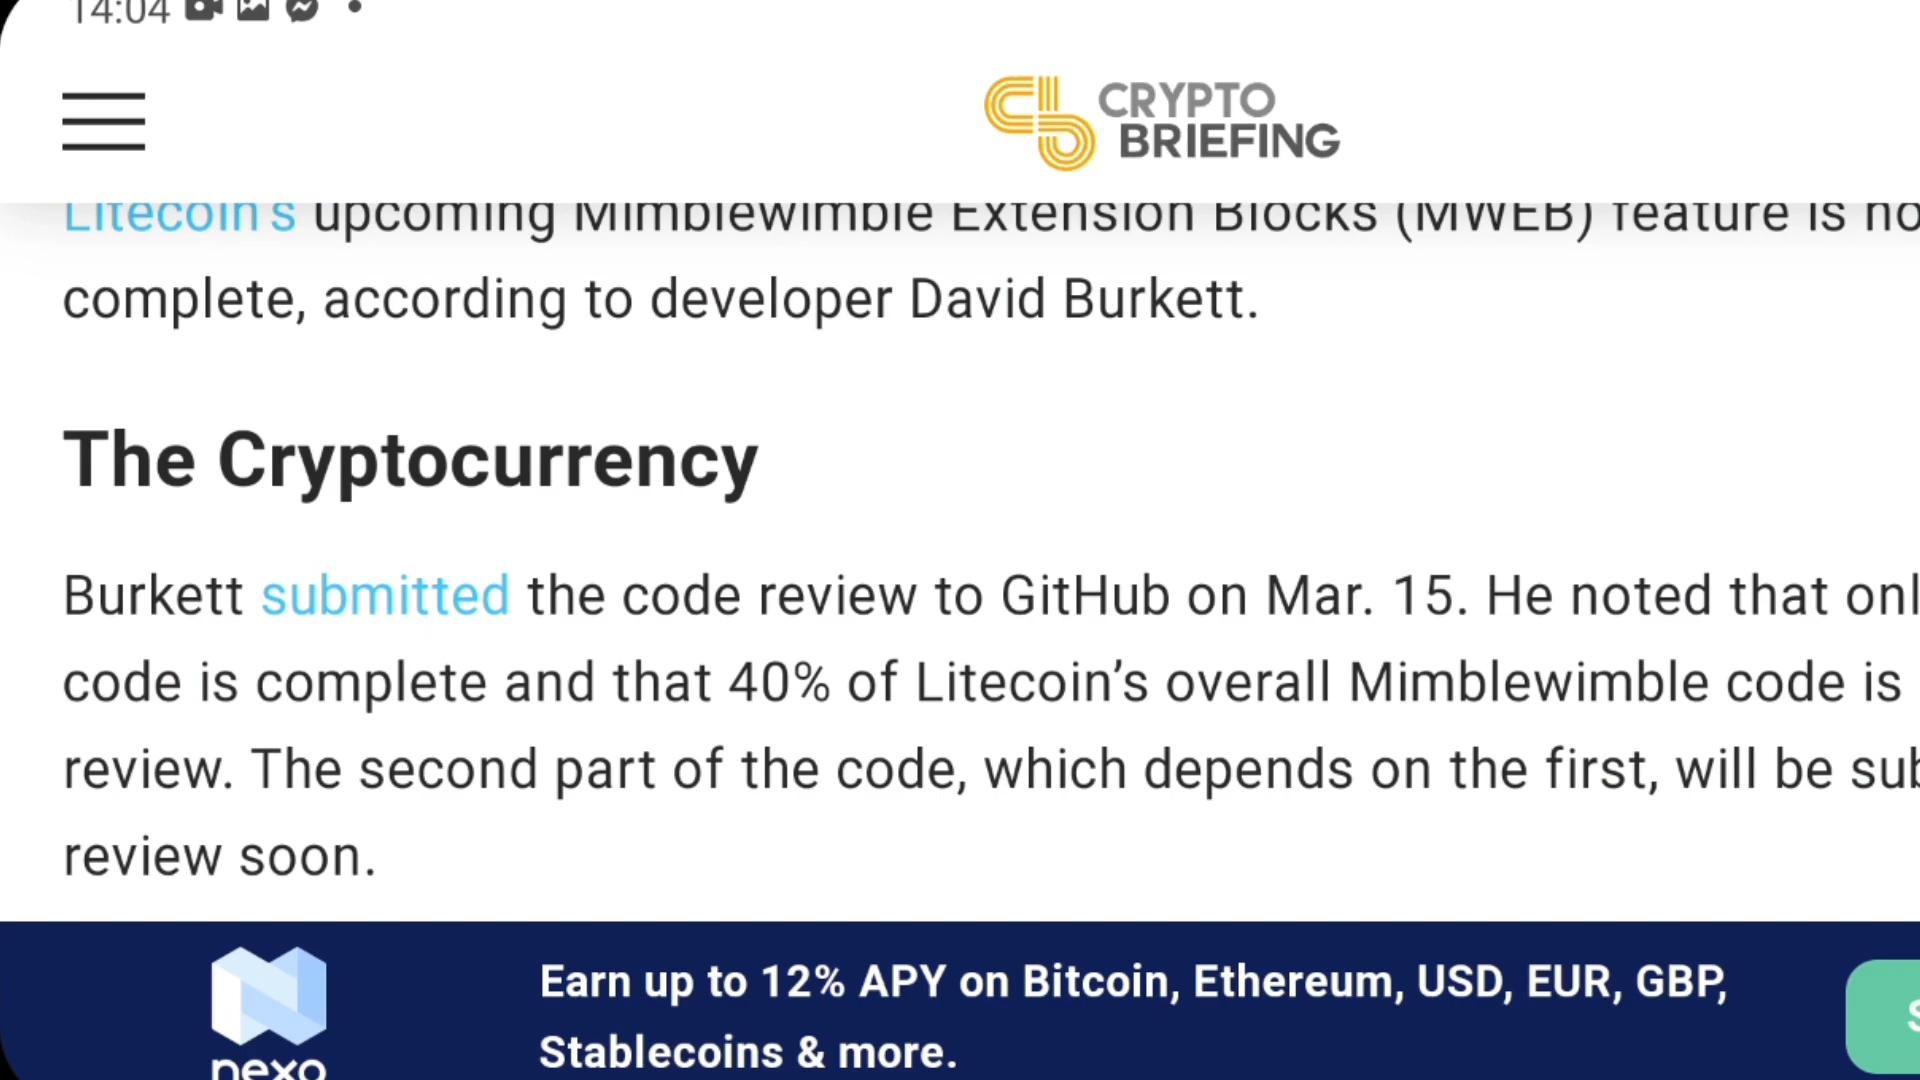 14:04
CRYPTO
BRIEFING
Litecoin's upcoming Mimblewimble Extension Blocks (MWEB) feature is
complete, according to developer David Burkett.
The Cryptocurrency
Burkett submitted the code review to GitHub on Mar. 15. He noted that
code is complete and that 40% of Litecoin’s overall Mimblewimble code is
review. The second part of the code, which depends on the first, will be
review soon.
Earn up to 12% APY on Bitcoin, Ethereum, USD, EUR, GBP,
Stablecoins & more.
nexo